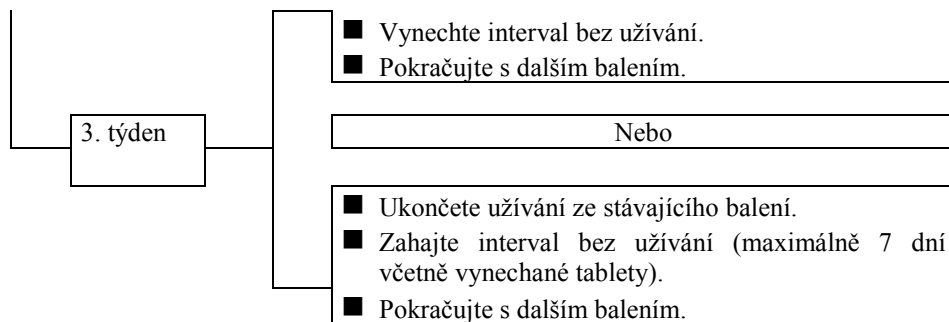 ■ Vynechte interval bez užívání.
■ Pokračujte s dalším balením.
3. týden
Nebo
■ Ukončete užívání ze stávajícího balení.
■ Zahajte interval bez užívání (maximálně 7 dní
včetně vynechané tablety).
■ Pokračujte s dalším balením.